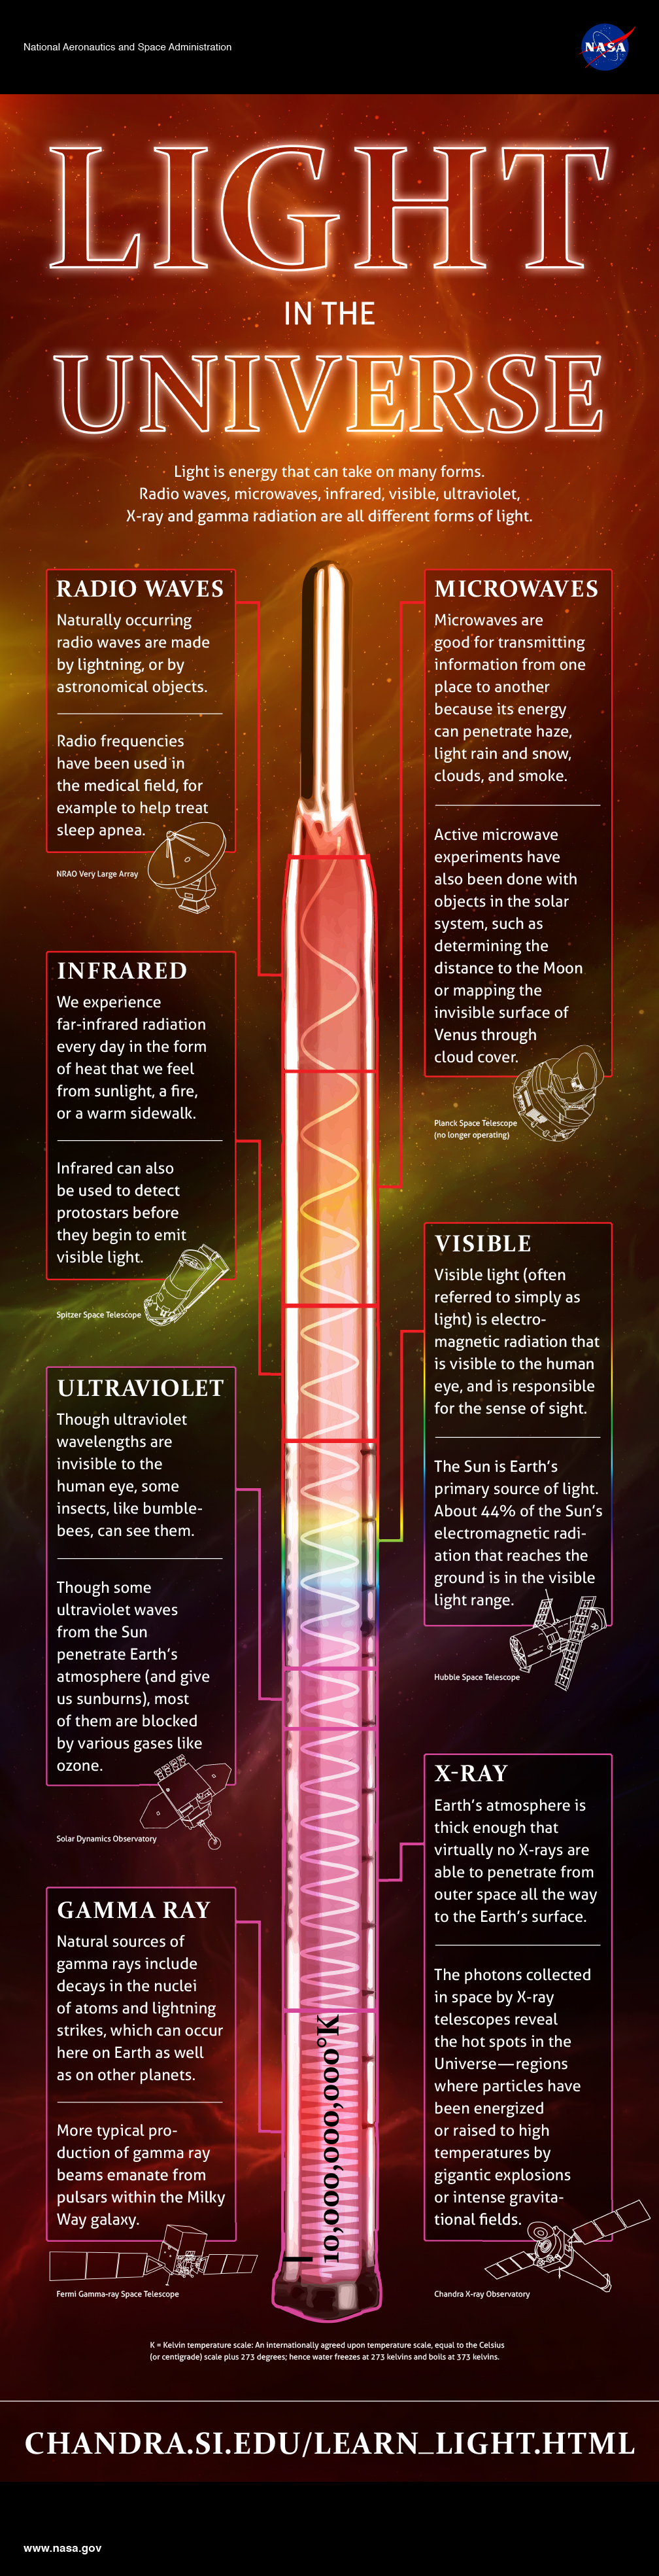 National Aeronautics and Space Administration
NASA
LIGHT
IN THE
UNIVERSE
Light is energy that can take on many forms.
Radio waves, microwaves, infrared, visible, ultraviolet,
X-ray and gamma radiation are all different forms of light.
RADIO WAVES
Naturally occurring
radio waves are made
by lightning, or by
astronomical objects.
Radio frequencies
have been used in
the medical field, for
example to help treat
sleep apnea.
NRAO Very Large Array
MICROWAVES
Microwaves are
good for transmitting
information from one
place to another
because its energy
can penetrate haze,
light rain and snow,
clouds, and smoke.
Active microwave
experiments have
also been done with
objects in the solar
system, such as
determining the
distance to the Moon
or mapping the
invisible surface of
Venus through
cloud cover.
Planck Space Telescope
(no longer operating)
INFRARED
We experience
far-infrared radiation
every day in the form
of heat that we feel
from sunlight, a fire,
or a warm sidewalk.
Infrared can also
be used to detect
protostars before
they begin to emit
visible light.
Spitzer Space Telescope
VISIBLE
Visible light (often
referred to simply as
light) is electro-
magnetic radiation that
is visible to the human
eye, and is responsible
for the sense of sight.
The Sun is Earth's
primary source of light.
About 44% of the Sun's
electromagnetic radi-
ation that reaches the
ground is in the visible
light range.
Hubble Space Telescope
ULTRAVIOLET
Though ultraviolet
wavelengths are
invisible to the
human eye, some
insects, like bumble-
bees, can see them.
Though some
ultraviolet waves
from the Sun
penetrate Earth's
atmosphere (and give
us sunburns), most
of them are blocked
by various gases like
ozone.
Solar Dynamics Observatory
X-RAY
Earth's atmosphere is
thick enough that
virtually no X-rays are
able to penetrate from
outer space all the way
to the Earth's surface.
The photons collected
in space by X-ray
telescopes reveal
the hot spots in the
Universe—regions
where particles have
been energized
or raised to high
temperatures by
gigantic explosions
or intense gravita-
tional fields.
Chandra X-ray Observatory
GAMMA RAY
Natural sources of
gamma rays include
decays in the nuclei
of atoms and lightning
strikes, which can occur
here on Earth as well
as on other planets.
More typical pro-
duction of gamma ray
beams emanate from
pulsars within the Milky
Way galaxy.
Fermi Gamma-ray Space Telescope
10,000,000,000°K
K = Kelvin temperature scale: An internationally agreed upon temperature scale, equal to the Celsius
(or centigrade) scale plus 273 degrees; hence water freezes at 273 kelvins and boils at 373 kelvins.
CHANDRA.SI.EDU/LEARN_LIGHT.HTML
www.nasa.gov